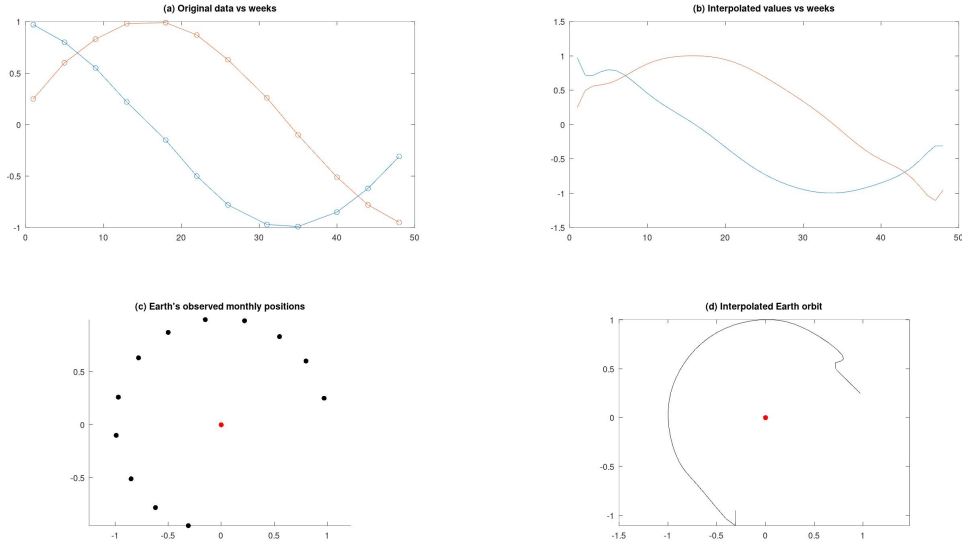 (a) Original data vs weeks
1
0.5
0
-0.5
-1
0 10 20 30 40 50
(b) Interpolated values vs weeks
1.5
1
0.5
0
-0.5
-1
-1.5
0 10 20 30 40 50
(c) Earth's observed monthly positions
0.5
0
-0.5
-1 -0.5 0 0.5 1
(d) Interpolated Earth orbit
1
0.5
0
-0.5
-1
-1.5 -1 -0.5 0 0.5 1